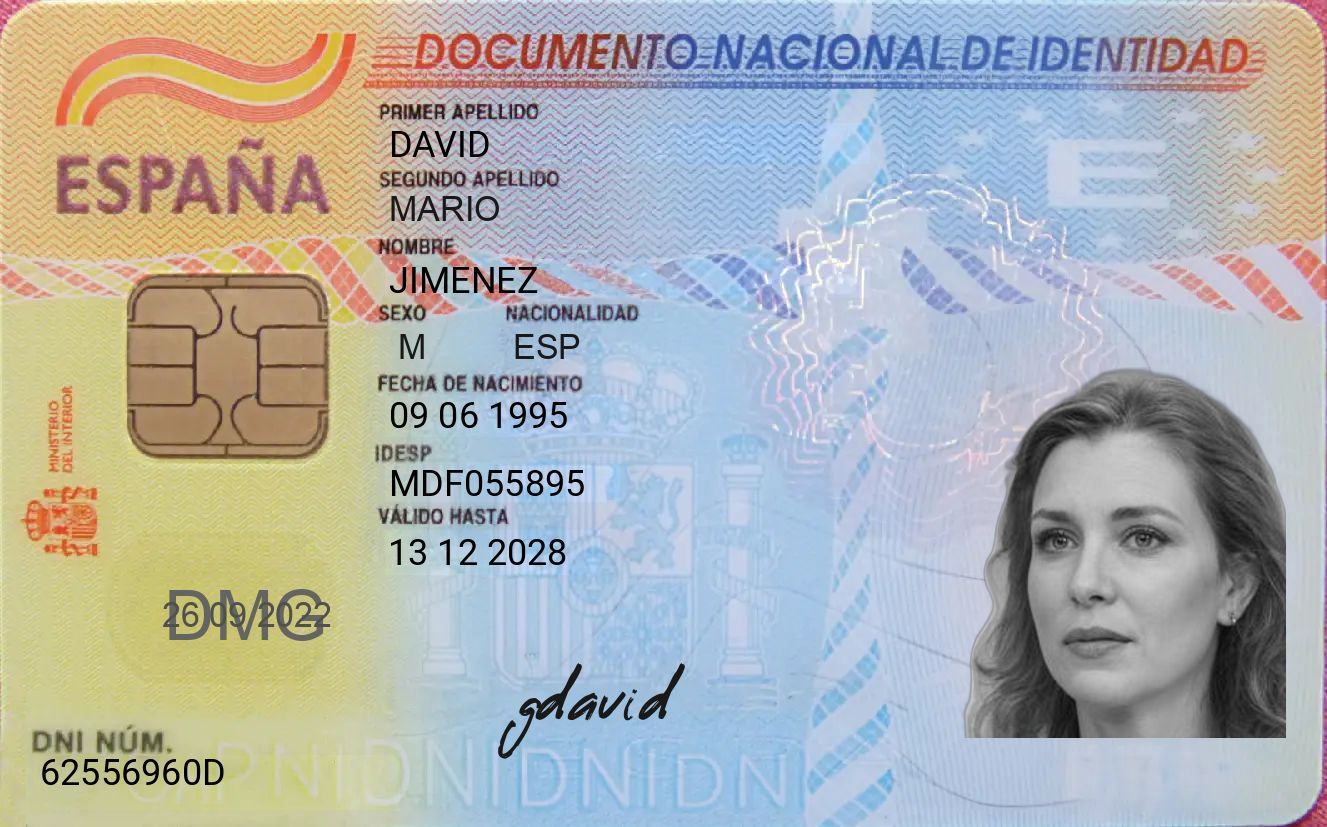 DOCUMENTO NACIONAL DE IDENTIDAD
ESPAÑA
PRIMER APELLIDO
DAVID
SEGUNDO APELLIDO
MARIO
NOMBRE
JIMENEZ
SEXO NACIONALIDAD
M ESP
FECHA DE NACIMIENTO
09 06 1995
IDESP
MDF055895
VÁLIDO HASTA
13 12 2028
MINISTERIO
DEL INTERIOR
E
DMG
26 09 2022
gdavid
DNI NÚM.
62556960D
DNIDNIDNIDNI